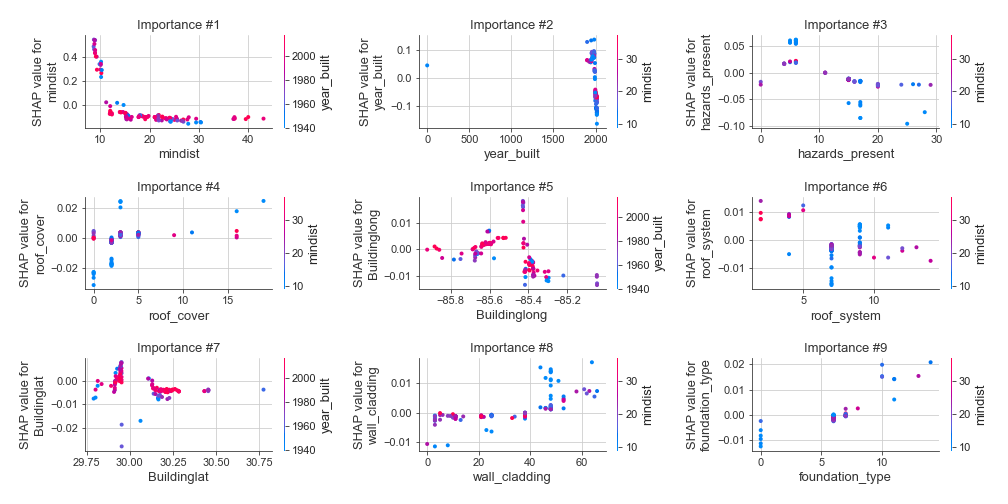 Importance #1
SHAP value for
mindist
0.4
0.2
0.0
10
20
30
40
mindist
2000
1980
1960
1940
year_built
Importance #2
SHAP value for
year_built
0.1
0.0
−0.1
0
500
1000
1500
2000
year_built
30
20
10
mindist
Importance #3
SHAP value for
hazards_present
0.05
0.00
−0.05
−0.10
0
10
20
30
hazards_present
30
20
10
mindist
Importance #4
SHAP value for
roof_cover
0.02
0.00
−0.02
0
5
10
15
roof_cover
30
20
10
mindist
Importance #5
SHAP value for
Buildinglong
0.01
0.00
−0.01
−85.8
−85.6
−85.4
−85.2
Buildinglong
2000
1980
1960
1940
year_built
Importance #6
SHAP value for
roof_system
0.01
0.00
−0.01
5
10
roof_system
30
20
10
mindist
Importance #7
SHAP value for
Buildinglat
0.00
−0.01
−0.02
29.75
30.00
30.25
30.50
30.75
Buildinglat
2000
1980
1960
1940
year_built
Importance #8
SHAP value for
wall_cladding
0.01
0.00
−0.01
0
20
40
60
wall_cladding
30
20
10
mindist
Importance #9
SHAP value for
foundation_type
0.02
0.01
0.00
−0.01
0
5
10
foundation_type
30
20
10
mindist